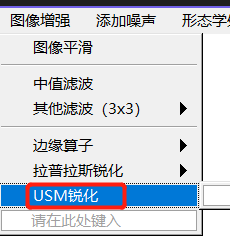 图像增强 添加噪声 形态学处
图像平滑
中值滤波
其他滤波（3x3）
边缘算子
拉普拉斯锐化
USM锐化
请在此处键入